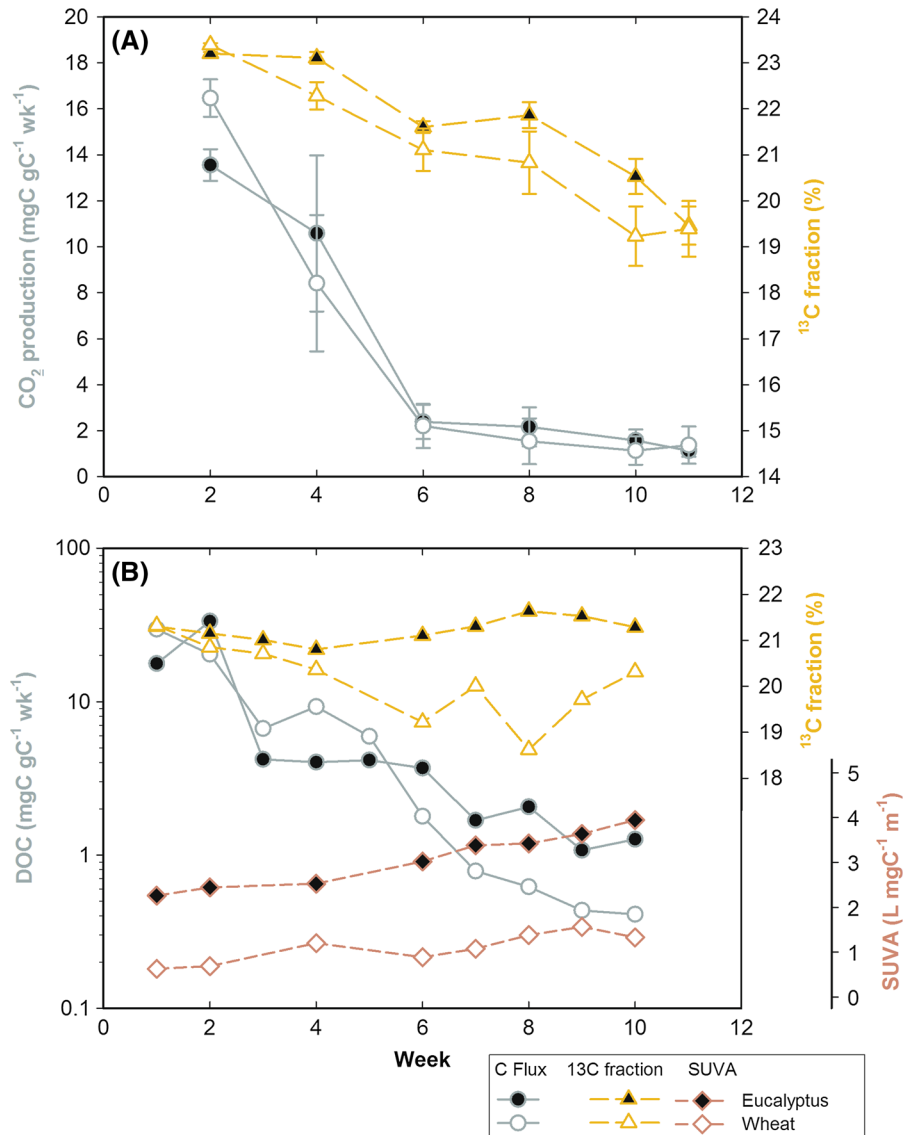 (A)
CO2 production (mgC gC-1 wk-1)
20
18
16
14
12
10
8
6
4
2
0
24
23
22
21
20
19
18
17
16
15
14
13C fraction (%)
0 2 4 6 8 10 12
(B)
DOC (mgC gC-1 wk-1)
100
10
1
0.1
23
22
21
20
19
18
13C fraction (%)
5
4
3
2
1
0
SUVA (L mgC-1 m-1)
0 2 4 6 8 10 12
Week
C Flux 13C fraction SUVA
Eucalyptus
Wheat